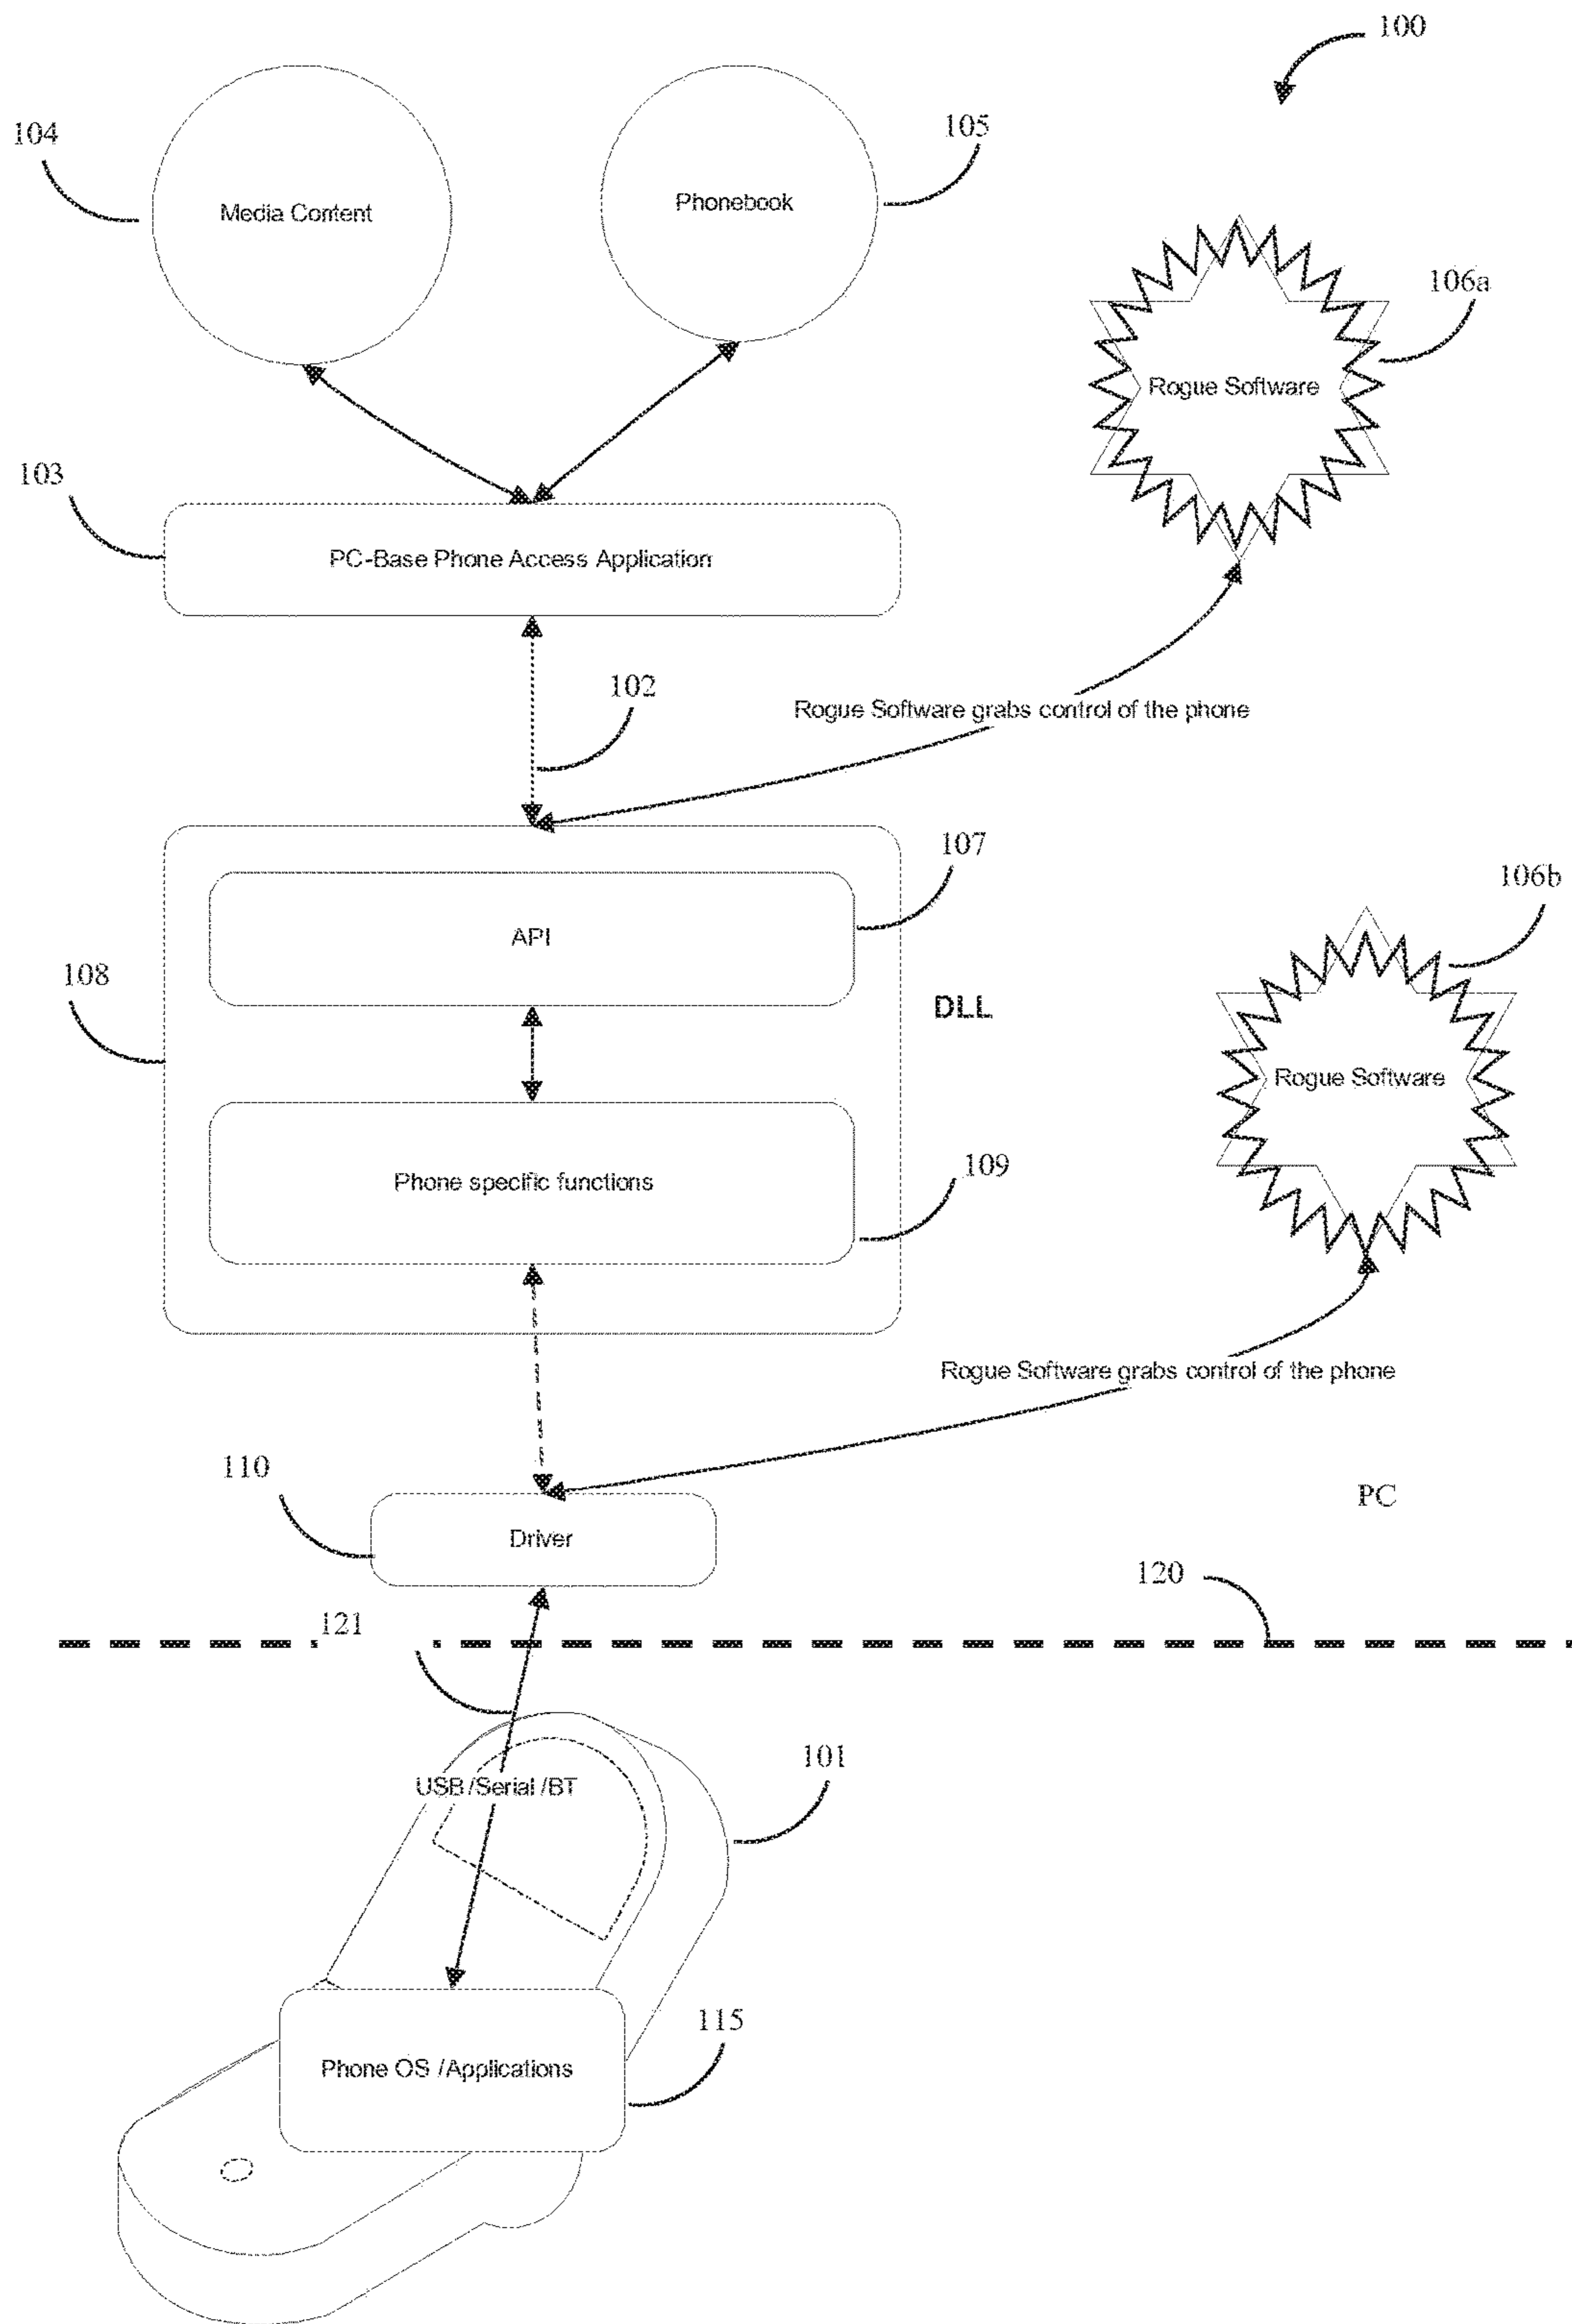 100
104
105
Media Content
Phonebook
106a
Rogue Software
103
PC-Base Phone Access Application
102
Rogue Software grabs control of the phone
107
106b
API
108
DLL
Rogue Software
109
Phone specific functions
Rogue Software grabs control of the phone
110
PC
Driver
120
121
101
USB /Serial /BT
115
Phone OS /Applications